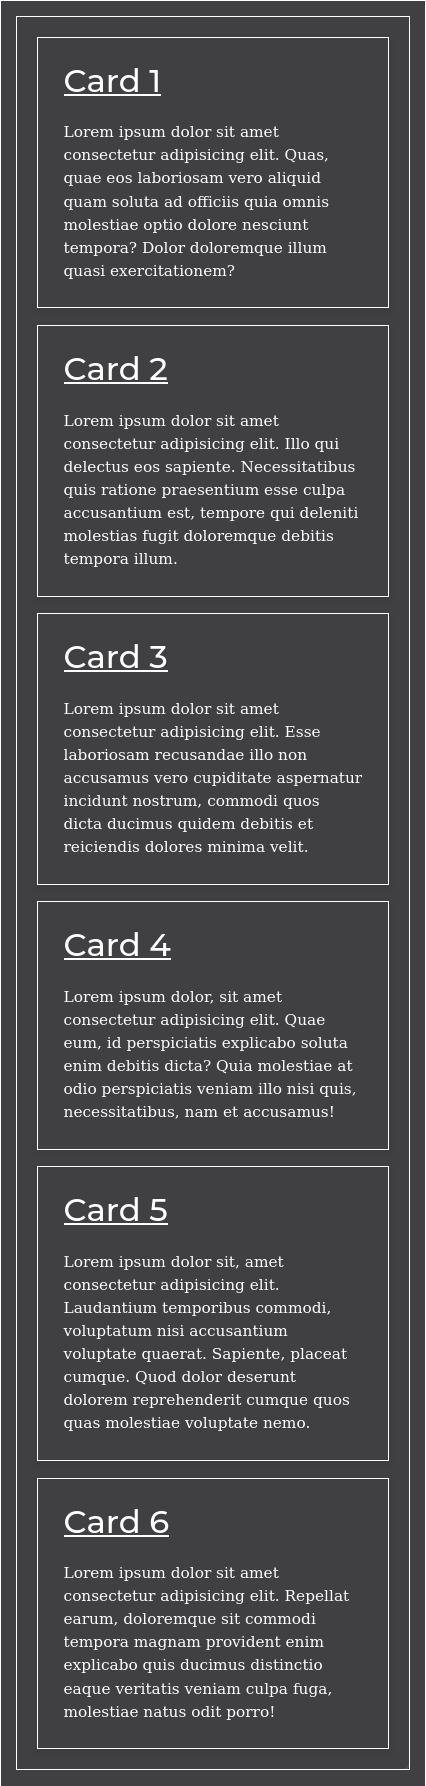 Card 1
Lorem ipsum dolor sit amet
consectetur adipisicing elit. Quas,
quae eos laboriosam vero aliquid
quam soluta ad officiis quia omnis
molestiae optio dolore nesciunt
tempora? Dolor doloremque illum
quasi exercitationem?
Card 2
Lorem ipsum dolor sit amet
consectetur adipisicing elit. Illo qui
delectus eos sapiente. Necessitatibus
quis ratione praesentium esse culpa
accusantium est, tempore qui deleniti
molestias fugit doloremque debitis
tempora illum.
Card 3
Lorem ipsum dolor sit amet
consectetur adipisicing elit. Esse
laboriosam recusandae illo non
accusamus vero cupiditate aspernatur
incidunt nostrum, commodi quos
dicta ducimus quidem debitis et
reiciendis dolores minima velit.
Card 4
Lorem ipsum dolor, sit amet
consectetur adipisicing elit. Quae
eum, id perspiciatis explicabo soluta
enim debitis dicta? Quia molestiae at
odio perspiciatis veniam illo nisi quis,
necessitatibus, nam et accusamus!
Card 5
Lorem ipsum dolor sit, amet
consectetur adipisicing elit.
Laudantium temporibus commodi,
voluptatum nisi accusantium
voluptate quaerat. Sapiente, placeat
cumque. Quod dolor deserunt
dolorem reprehenderit cumque quos
quas molestiae voluptate nemo.
Card 6
Lorem ipsum dolor sit amet
consectetur adipisicing elit. Repellat
earum, doloremque sit commodi
tempora magnam provident enim
explicabo quis ducimus distinctio
eaque veritatis veniam culpa fuga,
molestiae natus odit porro!